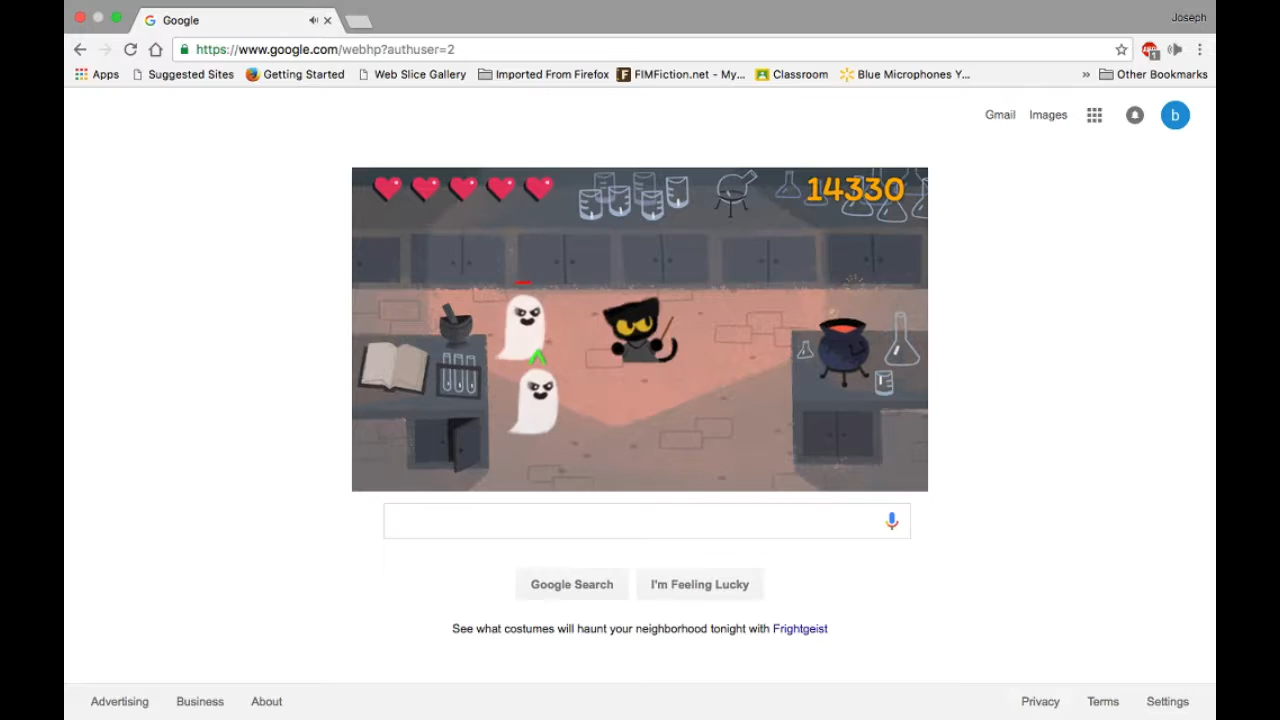 Google
Joseph
https://www.google.com/webhp?authuser=2
Apps Suggested Sites Getting Started Web Slice Gallery Imported From Firefox FIMFiction.net - My... Classroom Blue Microphones Y... » Other Bookmarks
Gmail Images b
14330
Google Search I'm Feeling Lucky
See what costumes will haunt your neighborhood tonight with Frightgeist
Advertising Business About Privacy Terms Settings